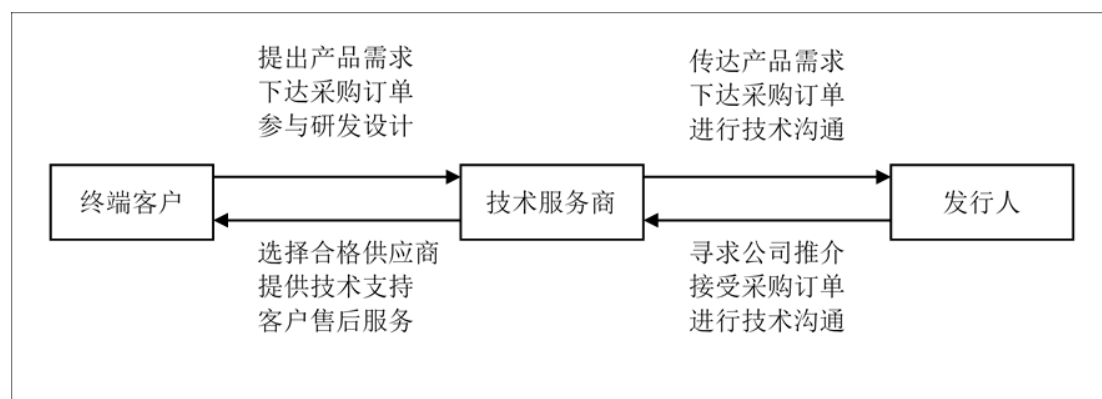 提出产品需求
下达采购订单
参与研发设计
传达产品需求
下达采购订单
进行技术沟通
终端客户
技术服务商
发行人
选择合格供应商
提供技术支持
客户售后服务
寻求公司推介
接受采购订单
进行技术沟通